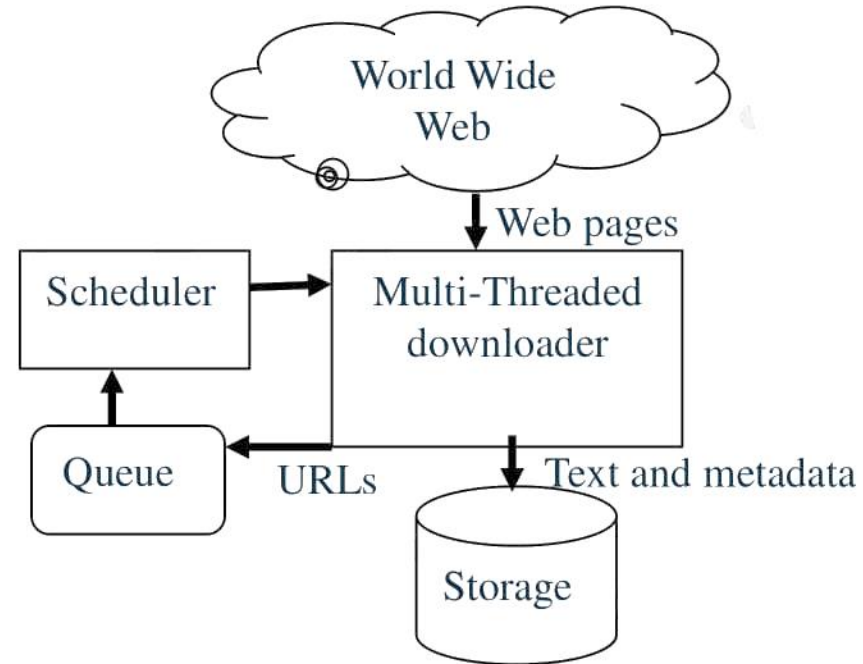 World Wide
Web
Web pages
Scheduler
Multi-Threaded
downloader
Queue
URLs
Text and metadata
Storage